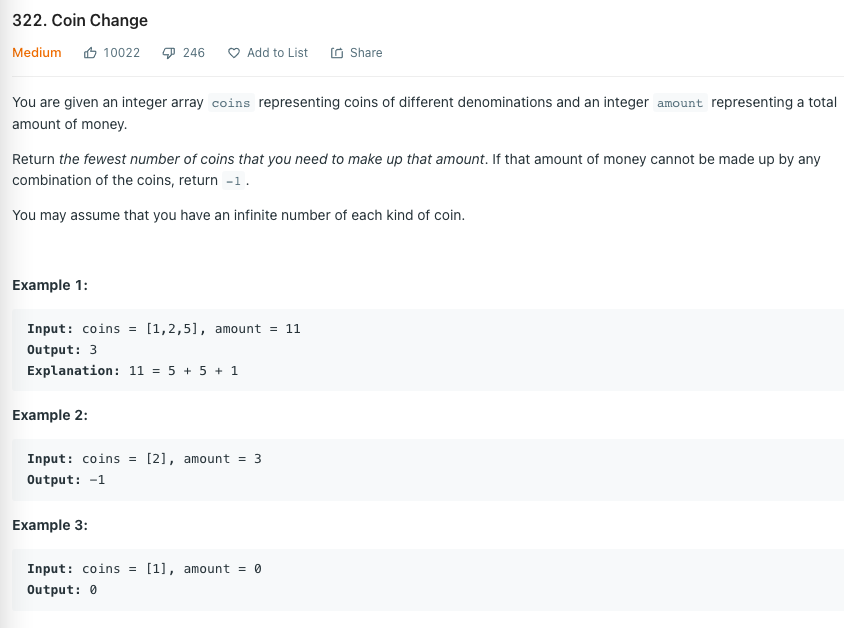 322. Coin Change
Medium 10022 246 Add to List Share
You are given an integer array coins representing coins of different denominations and an integer amount representing a total
amount of money.
Return the fewest number of coins that you need to make up that amount. If that amount of money cannot be made up by any
combination of the coins, return -1 .
You may assume that you have an infinite number of each kind of coin.
Example 1:
Input: coins = [1,2,5], amount = 11
Output: 3
Explanation: 11 = 5 + 5 + 1
Example 2:
Input: coins = [2], amount = 3
Output: -1
Example 3:
Input: coins = [1], amount = 0
Output: 0